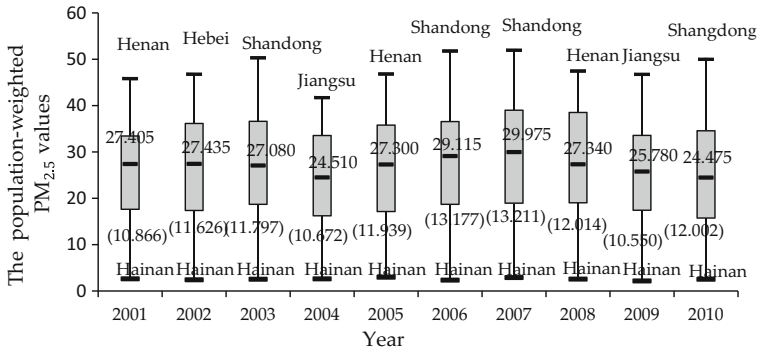 The population-weighted
PM2.5 values
60
50
40
30
20
10
0
Henan
Hebei
Shandong
Jiangsu
Henan
Shandong
Shandong
Henan
Jiangsu
Shangdong
27.405
27.435
27.080
24.510
27.300
29.115
29.975
27.340
25.780
24.475
(10.866)
(11.626)
(11.797)
(10.672)
(11.939)
(13.177)
(13.211)
(12.014)
(10.550)
(12.002)
Hainan
Hainan
Hainan
Hainan
Hainan
Hainan
Hainan
Hainan
Hainan
Hainan
2001
2002
2003
2004
2005
2006
2007
2008
2009
2010
Year